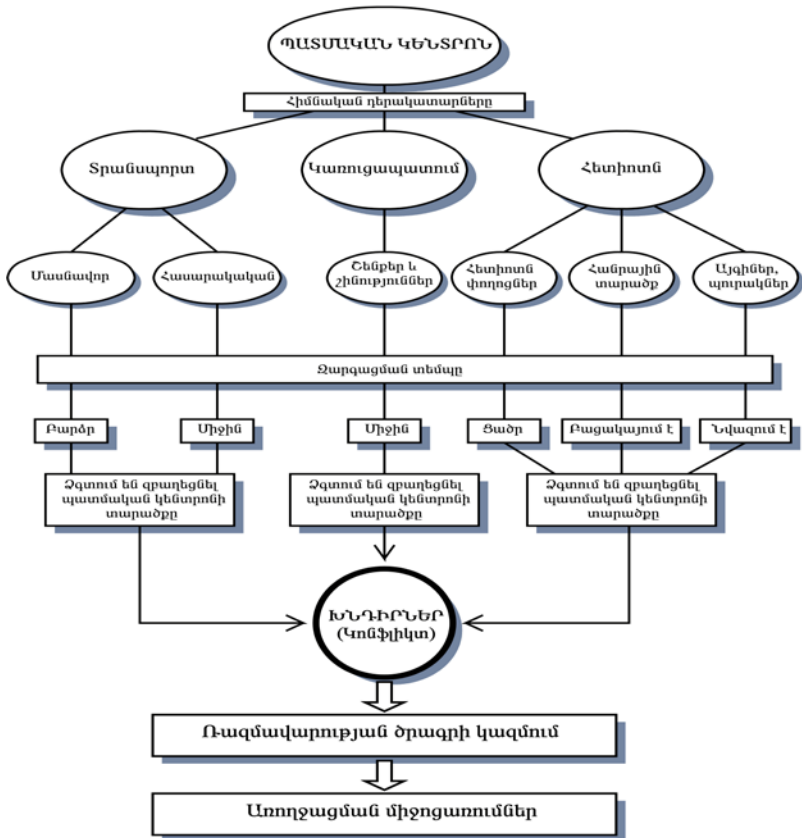 ՊԱՏՄԱԿԱՆ ԿԵՆՏՐՈՆ
Հիմնական դերակատարները
Տրանսպորտ
Կառուցապատում
Հետիոտն
Մասնավոր
Հասարակական
Շենքեր և
շինություններ
Հետիոտն
փողոցներ
Հանրային
տարածք
Այգիներ,
պուրակներ
Զարգացման տեմպը
Բարձր
Միջին
Միջին
Ցածր
Բացակայում է
Նվազում է
Ձգտում են զբաղեցնել
պատմական կենտրոնի
տարածքը
Ձգտում են զբաղեցնել
պատմական կենտրոնի
տարածքը
Ձգտում են զբաղեցնել
պատմական կենտրոնի
տարածքը
ԽՆԴԻՐՆԵՐ
(Կոնֆլիկտ)
Ռազմավարության ծրագրի կազմում
Առողջացման միջոցառումներ